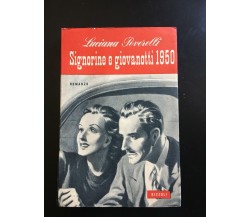 Luciana Peverelli
Signorine e giovanotti 1950
ROMANZO
RIZZOLI